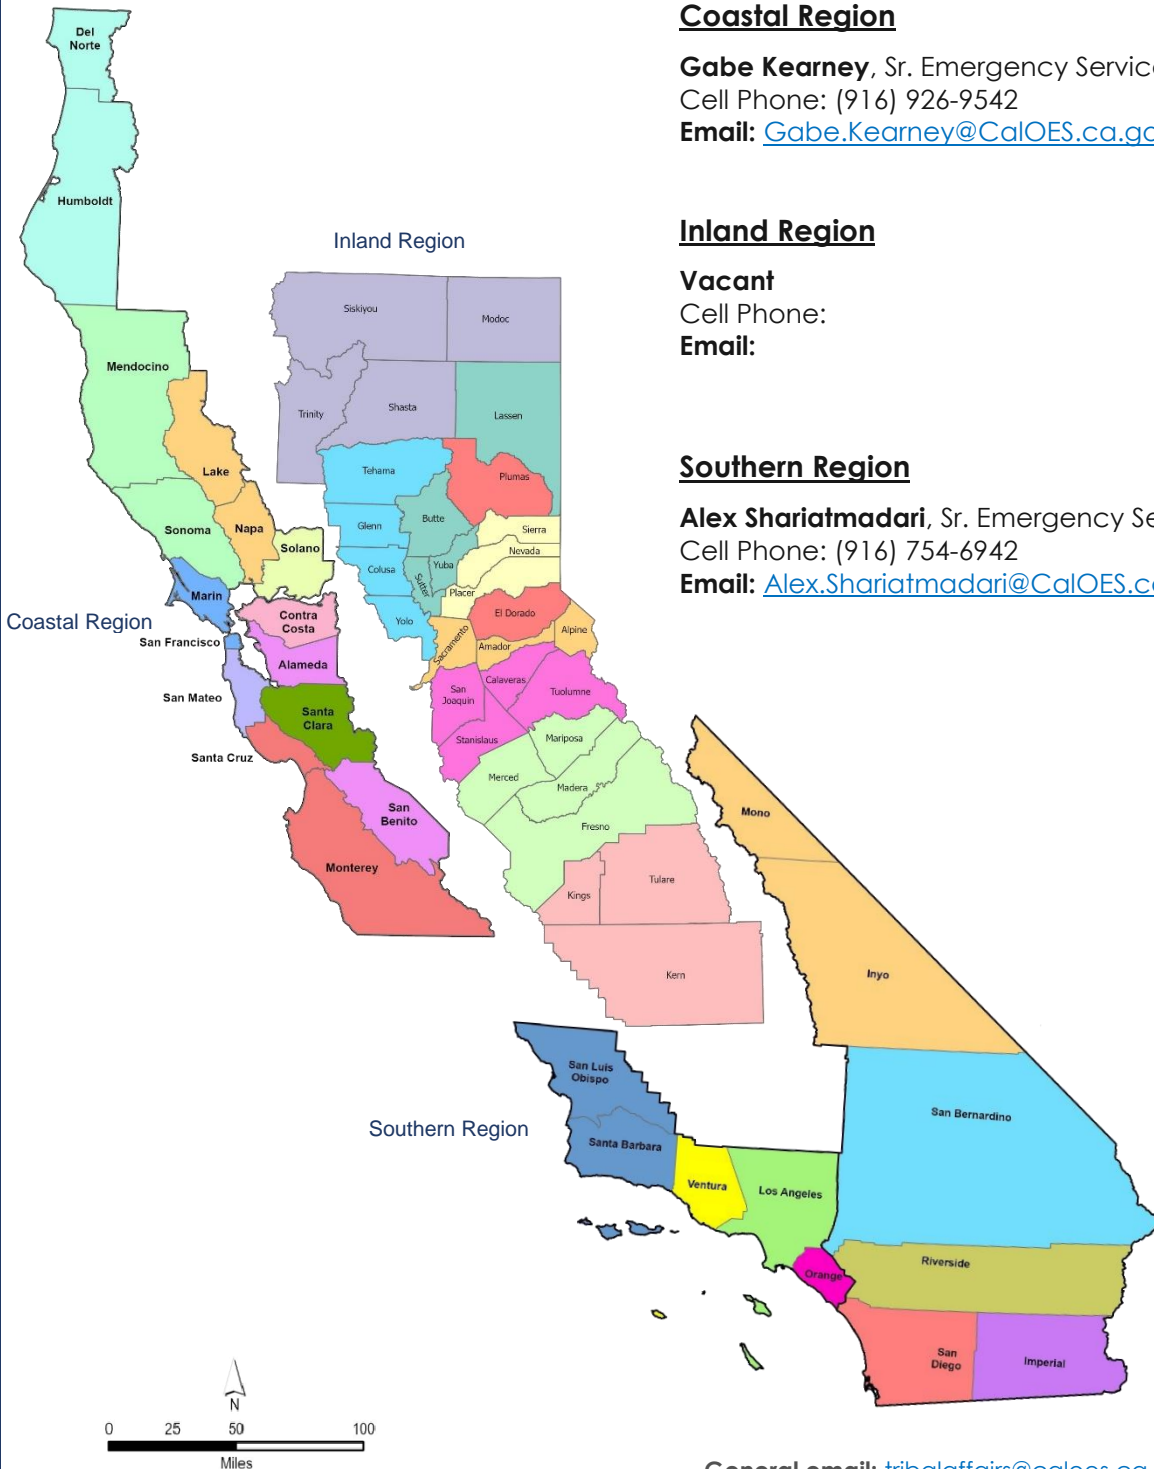 Coastal Region
Gabe Kearney, Sr. Emergency Service
Cell Phone: (916) 926-9542
Email: Gabe.Kearney@CalOES.ca.go
Inland Region
Vacant
Cell Phone:
Email:
Southern Region
Alex Shariatmadari, Sr. Emergency Se
Cell Phone: (916) 754-6942
Email: Alex.Shariatmadari@CalOES.c
Del
Norte
Humboldt
Mendocino
Lake
Sonoma
Napa
Solano
Marin
Coastal Region
Contra
Costa
San Francisco
Alameda
San Mateo
Santa
Clara
Santa Cruz
San
Benito
Monterey
Inland Region
Siskiyou
Modoc
Trinity
Shasta
Lassen
Tehama
Plumas
Glenn
Butte
Sierra
Nevada
Colusa
Sutter
Yuba
Placer
Yolo
El Dorado
Sacramento
Amador
Alpine
San
Joaquin
Calaveras
Tuolumne
Stanislaus
Mariposa
Merced
Madera
Fresno
Kings
Tulare
Kern
Mono
Inyo
San Luis
Obispo
Southern Region
Santa Barbara
Ventura
Los Angeles
San Bernardino
Orange
Riverside
San
Diego
Imperial
N
0 25 50 100
Miles
General email: tribalaffairs@caloes.ca